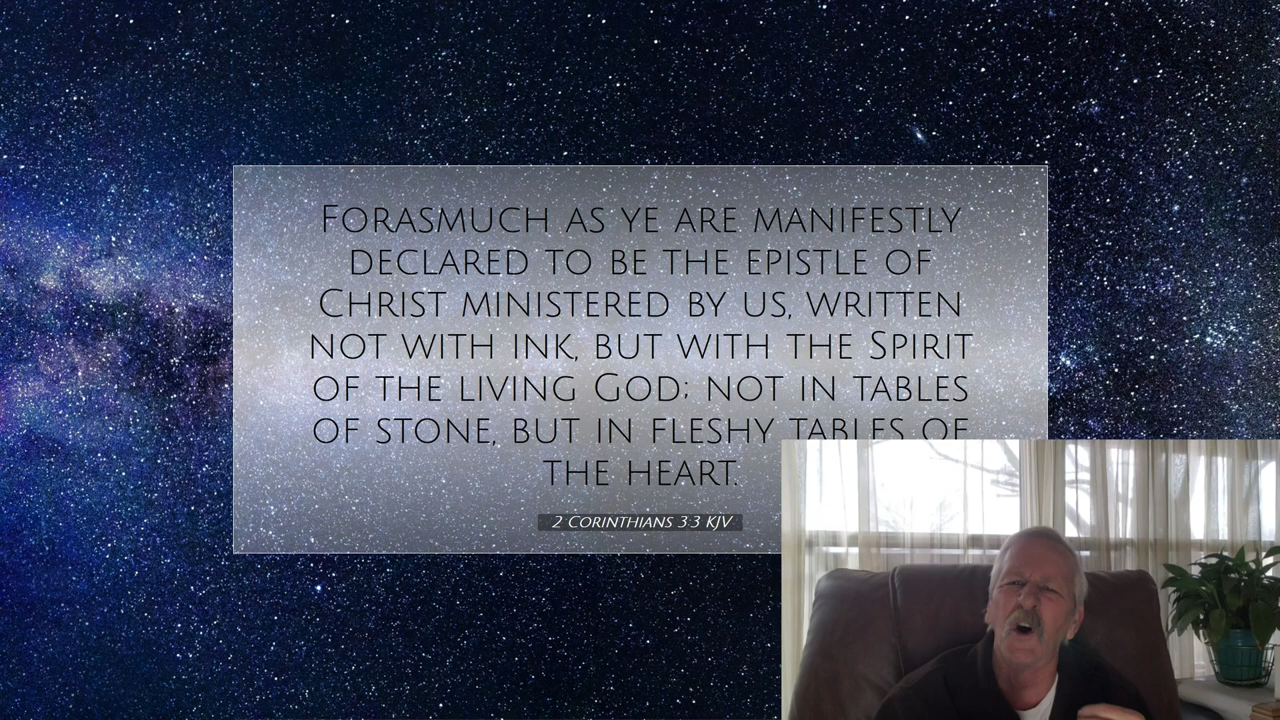 Forasmuch as ye are manifestly
declared to be the epistle of
Christ ministered by us, written
not with ink, but with the Spirit
of the living God; not in tables
of stone, but in fleshy tables of
the heart.
2 Corinthians 3:3 KJV